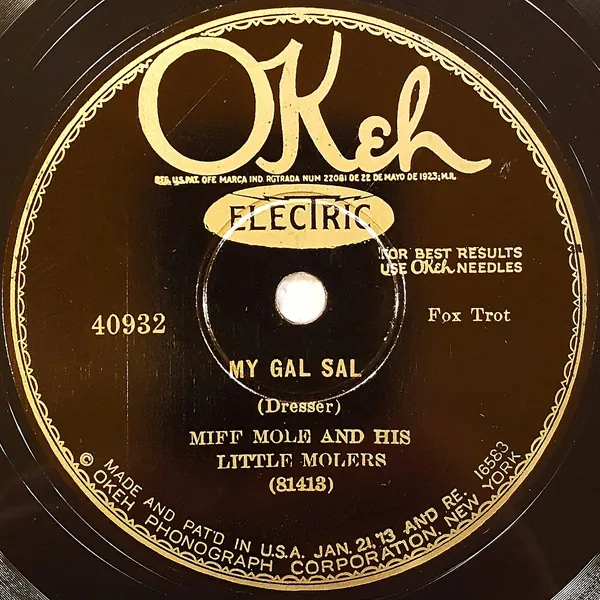 OKeh
REG. U.S. PAT. OFF. MARCA IND. RGTRADA NUM 22081 DE 22 DE MAYO DE 1923; M.R.
ELECTRIC
FOR BEST RESULTS
USE OKeh NEEDLES
40932
Fox Trot
MY GAL SAL
(Dresser)
MIFF MOLE AND HIS
LITTLE MOLERS
(81413)
MADE AND PAT'D IN U.S.A. JAN. 21,'13 AND RE. 16583
© OKEH PHONOGRAPH CORPORATION NEW YORK